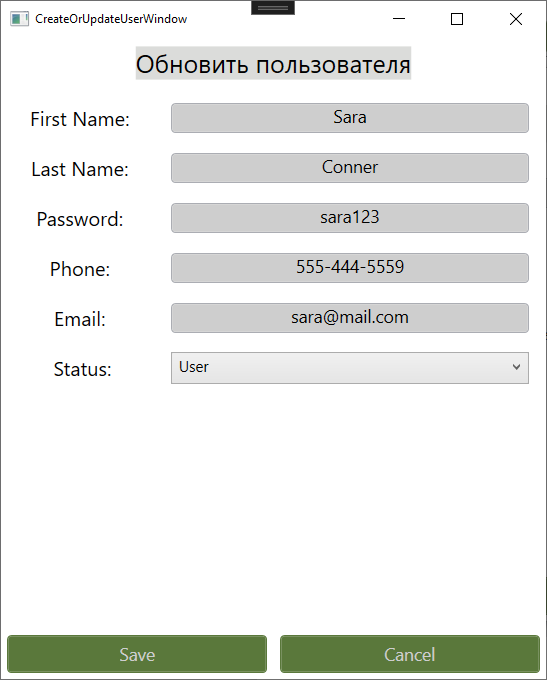 CreateOrUpdateUserWindow
Обновить пользователя
First Name: Sara
Last Name: Conner
Password: sara123
Phone: 555-444-5559
Email: sara@mail.com
Status: User
Save Cancel